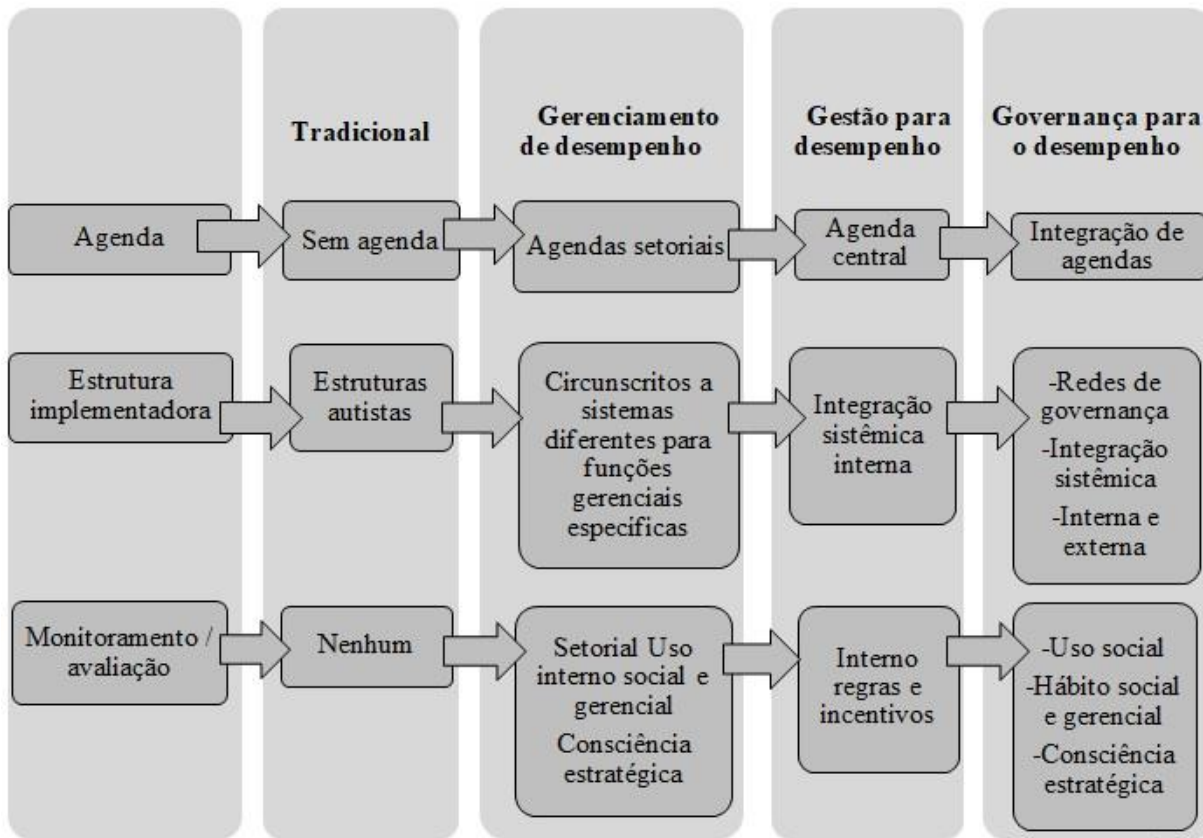 Tradicional
Gerenciamento
de desempenho
Gestão para
desempenho
Governança para
o desempenho
Agenda
Sem agenda
Agendas setoriais
Agenda
central
Integração de
agendas
Estrutura
implementadora
Estruturas
autistas
Circunscritos a
sistemas
diferentes para
funções
gerenciais
específicas
Integração
sistêmica
interna
-Redes de
governança
-Integração
sistêmica
-Interna e
externa
Monitoramento /
avaliação
Nenhum
Setorial Uso
interno social e
gerencial
Consciência
estratégica
Interno
regras e
incentivos
-Uso social
-Hábito social
e gerencial
-Consciência
estratégica